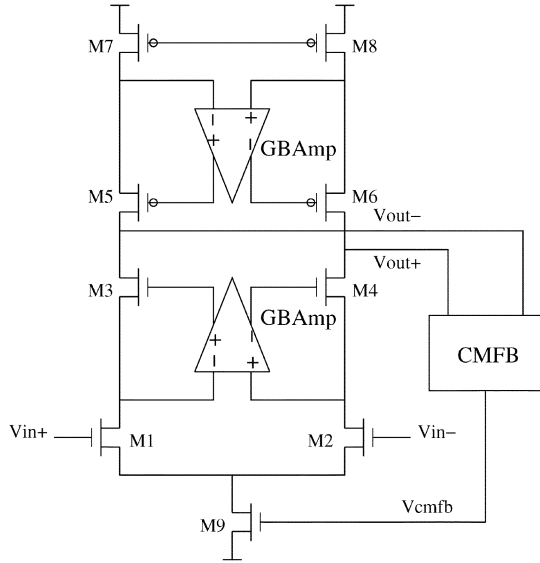 M7
M8
− +
+ −
GBAmp
M5
M6
Vout−
Vout+
M3
M4
GBAmp
+ −
− +
CMFB
Vin+
M1
M2
Vin−
Vcmfb
M9